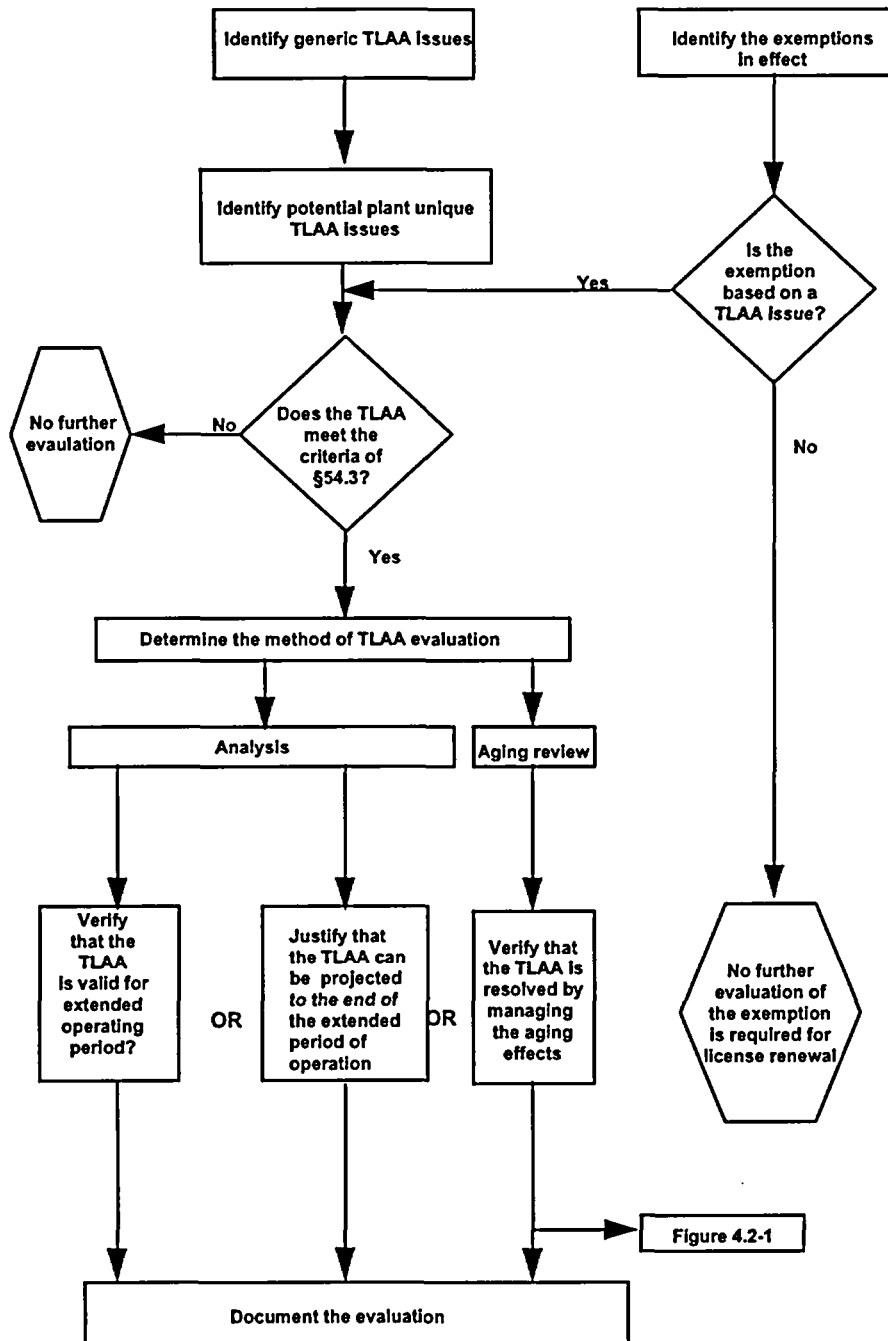 Identify generic TLAA issues
Identify the exemptions
in effect
Identify potential plant unique
TLAA issues
Is the
exemption
based on a
TLAA issue?
Yes
No further
evaulation
No
Does the TLAA
meet the
criteria of
§54.3?
No
Yes
Determine the method of TLAA evaluation
Analysis
Aging review
Verify
that the
TLAA
is valid for
extended
operating
period?
OR
Justify that
the TLAA can
be projected
to the end of
the extended
period of
operation
OR
Verify that
the TLAA is
resolved by
managing
the aging
effects
No further
evaluation of
the exemption
is required for
license renewal
Figure 4.2-1
Document the evaluation